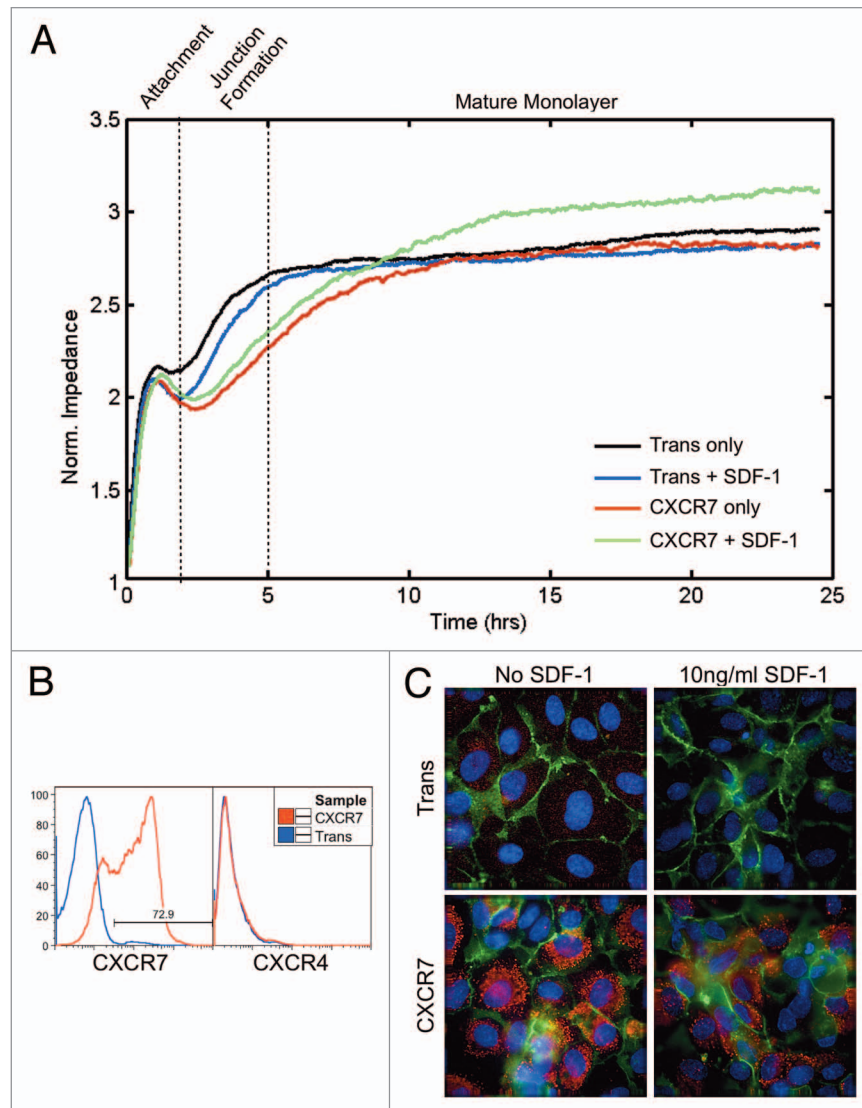 A
Attachment
Junction
Formation
Mature Monolayer
3.5
3
2.5
2
1.5
1
Norm. Impedance
0
5
10
15
20
25
Time (hrs)
Trans only
Trans + SDF-1
CXCR7 only
CXCR7 + SDF-1
B
100
80
60
40
20
0
72.9
Sample
CXCR7
Trans
CXCR7
CXCR4
C
No SDF-1
10ng/ml SDF-1
Trans
CXCR7